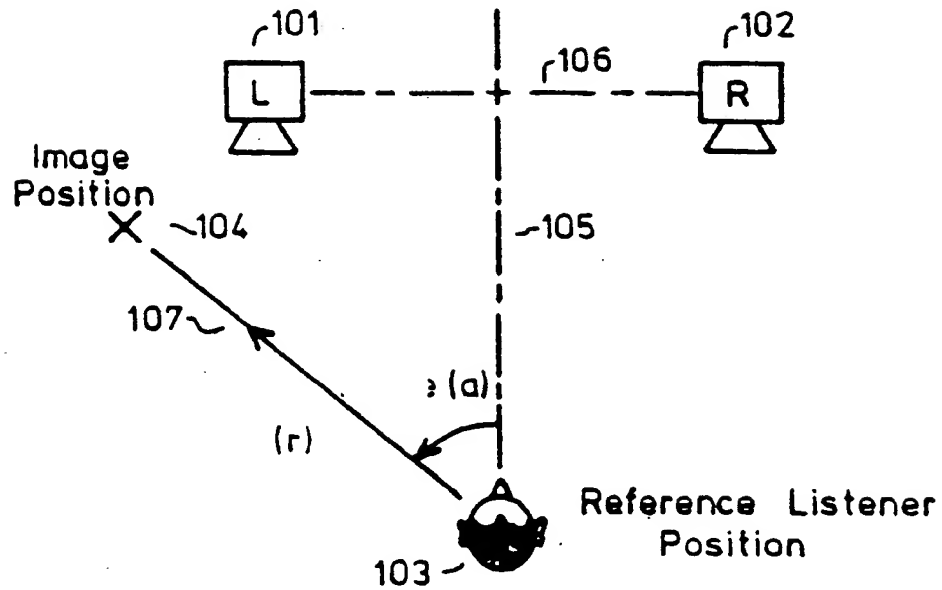 101
102
L
106
R
Image
Position
104
105
107
(a)
(r)
Reference Listener
Position
103